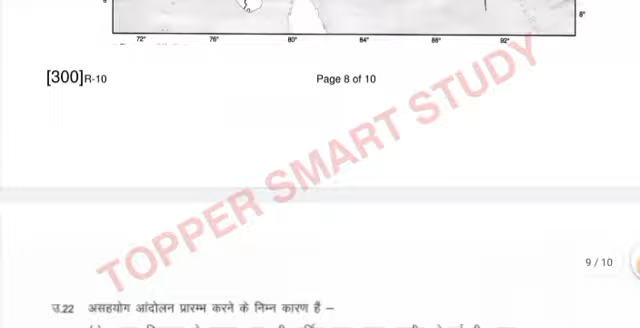 8°
72° 76° 80° 84° 88° 92°
[300]R-10 Page 8 of 10
TOPPER SMART STUDY
9 / 10
उ.22 असहयोग आंदोलन प्रारम्भ करने के निम्न कारण हैं –